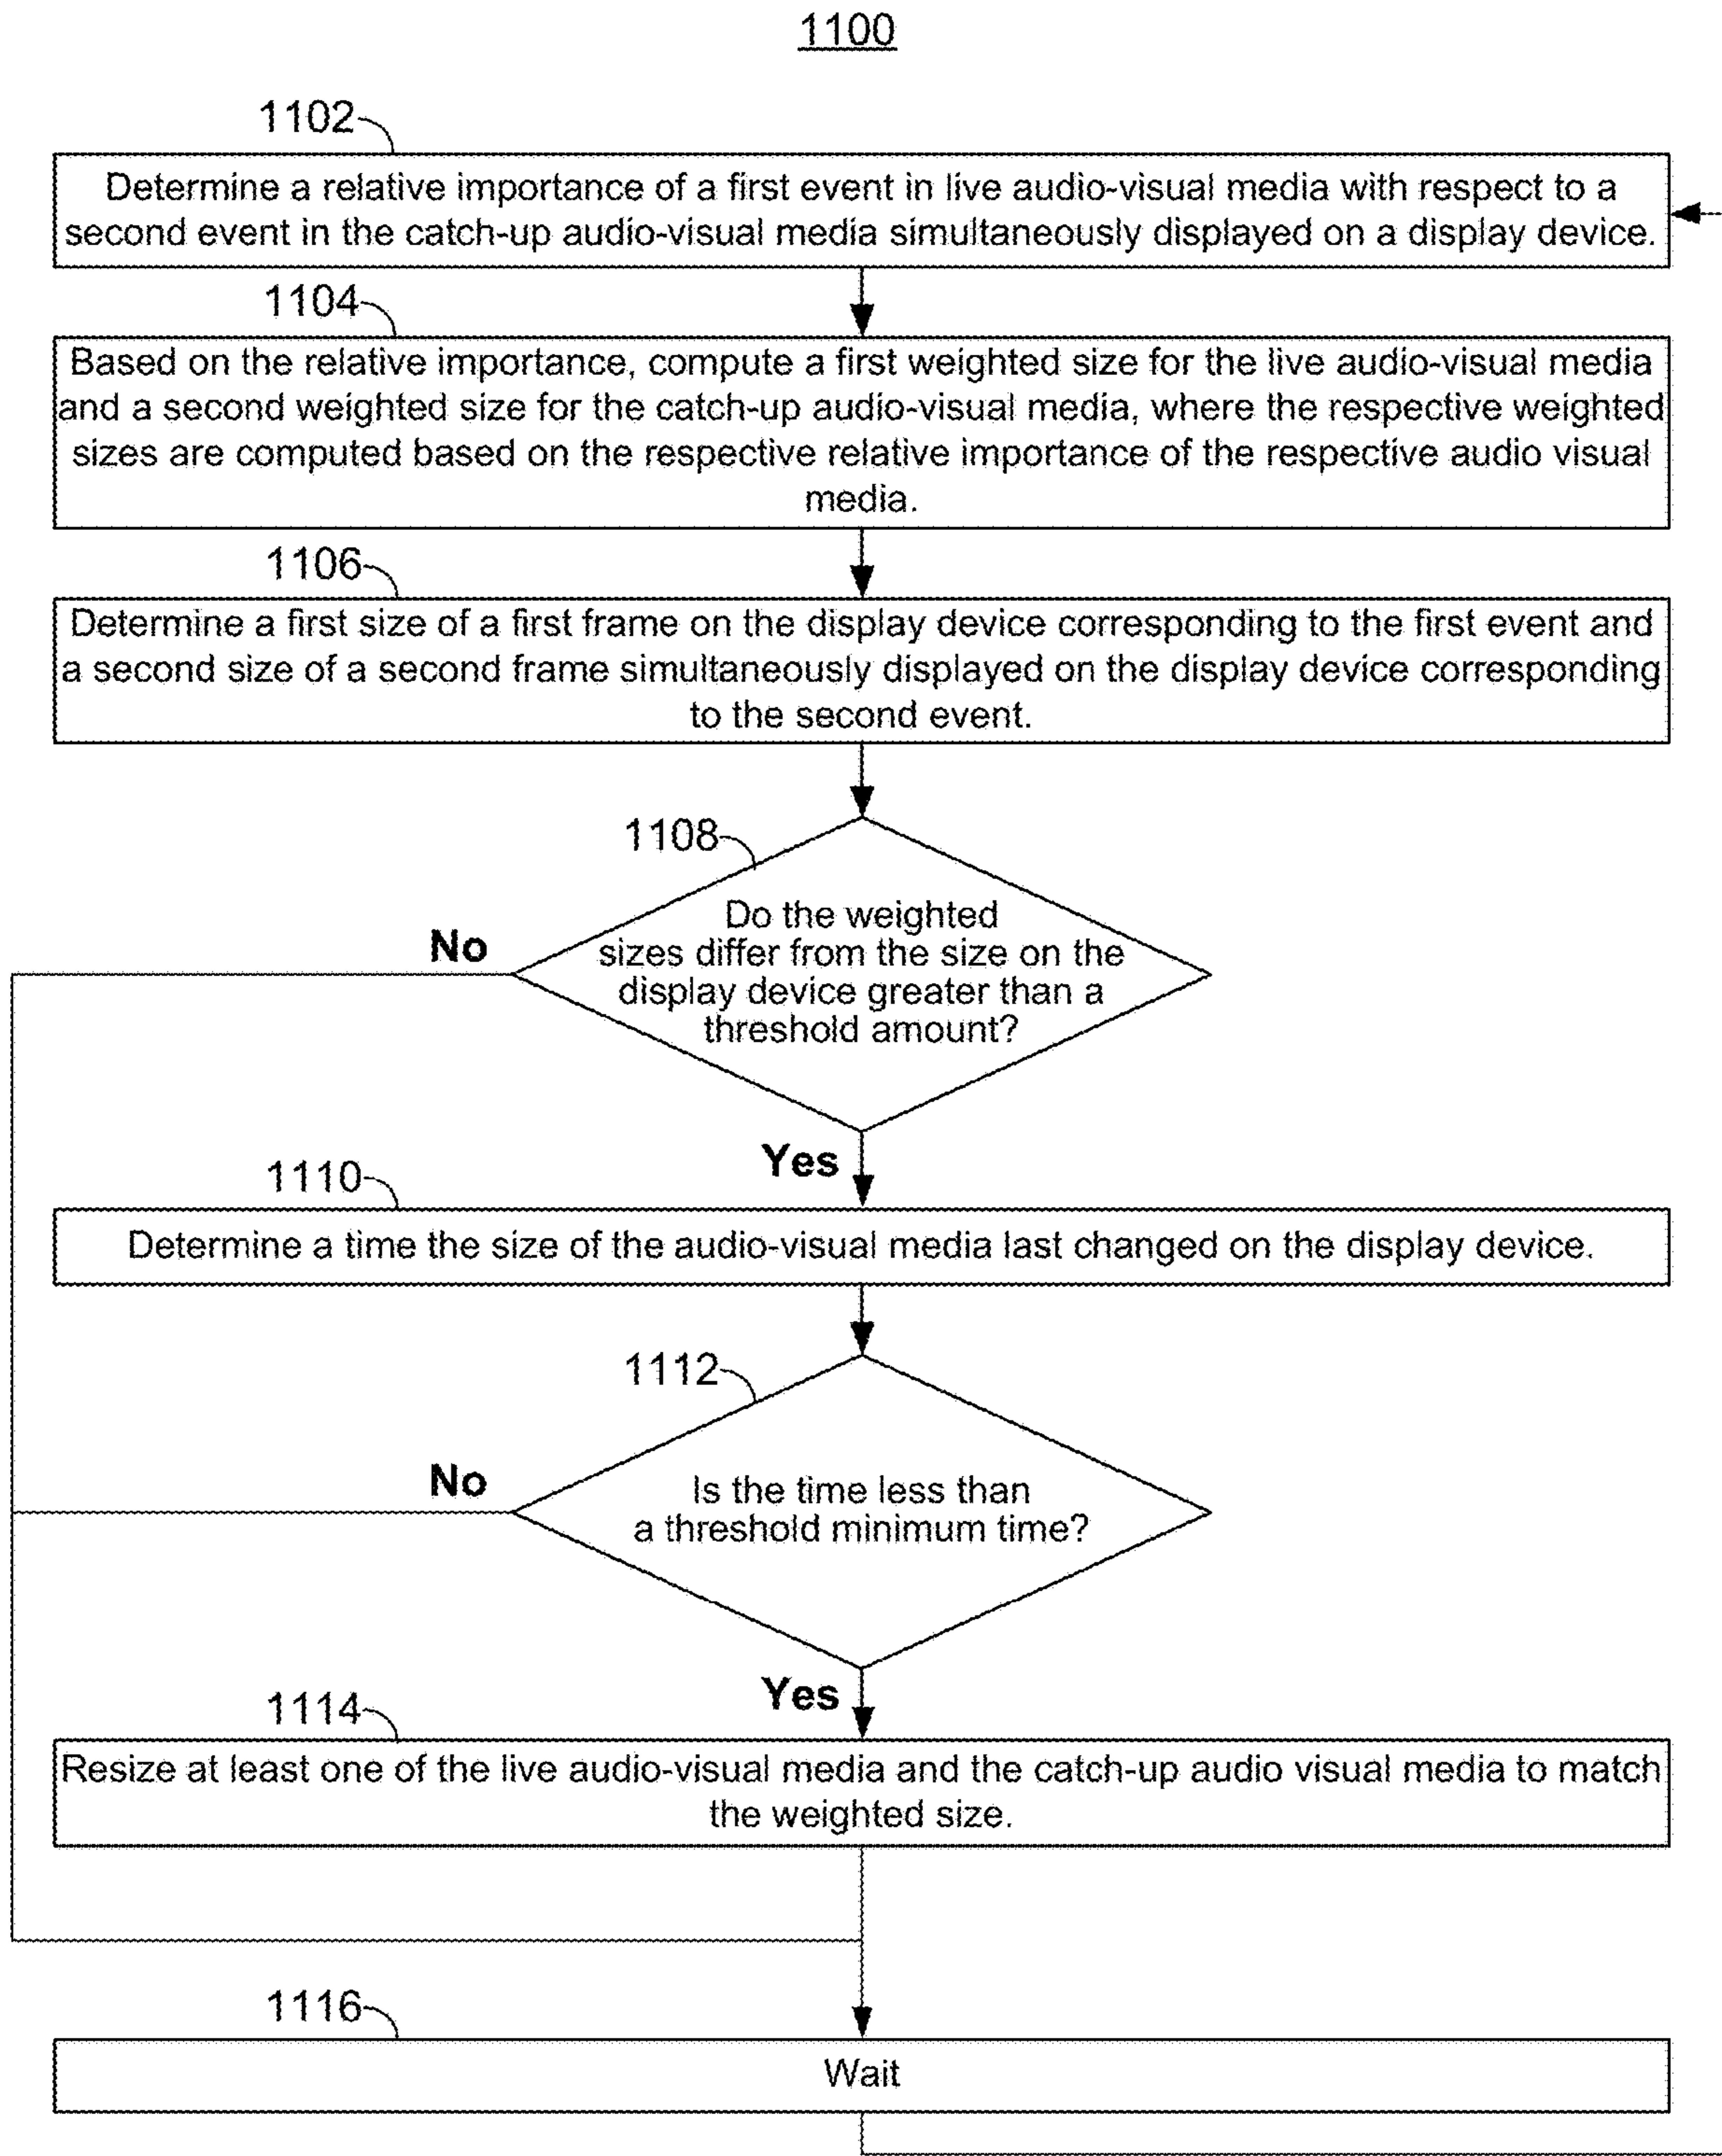 1100
1102
Determine a relative importance of a first event in live audio-visual media with respect to a
second event in the catch-up audio-visual media simultaneously displayed on a display device.
1104
Based on the relative importance, compute a first weighted size for the live audio-visual media
and a second weighted size for the catch-up audio-visual media, where the respective weighted
sizes are computed based on the respective relative importance of the respective audio visual
media.
1106
Determine a first size of a first frame on the display device corresponding to the first event and
a second size of a second frame simultaneously displayed on the display device corresponding
to the second event.
1108
Do the weighted
sizes differ from the size on the
display device greater than a
threshold amount?
No
Yes
1110
Determine a time the size of the audio-visual media last changed on the display device.
1112
Is the time less than
a threshold minimum time?
No
Yes
1114
Resize at least one of the live audio-visual media and the catch-up audio visual media to match
the weighted size.
1116
Wait